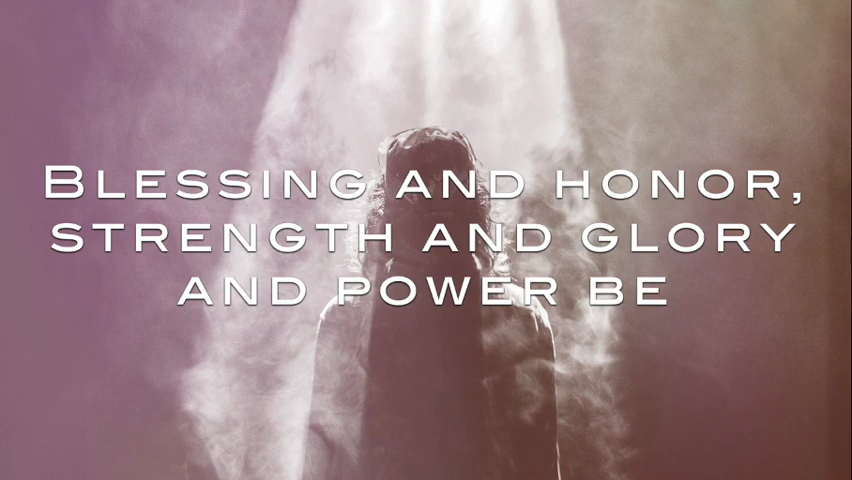 Blessing and honor,
strength and glory
and power be